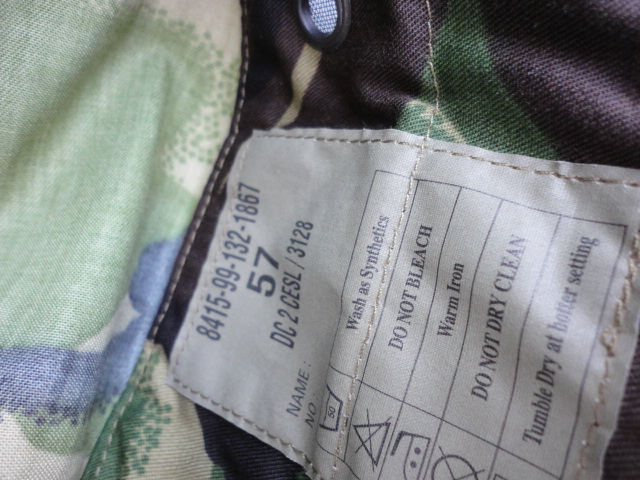 8415-99-132-1867
57
DC 2 CESL / 3128
NAME:
NO
Wash as Synthetics
DO NOT BLEACH
Warm Iron
DO NOT DRY CLEAN
Tumble Dry at hotter setting
50